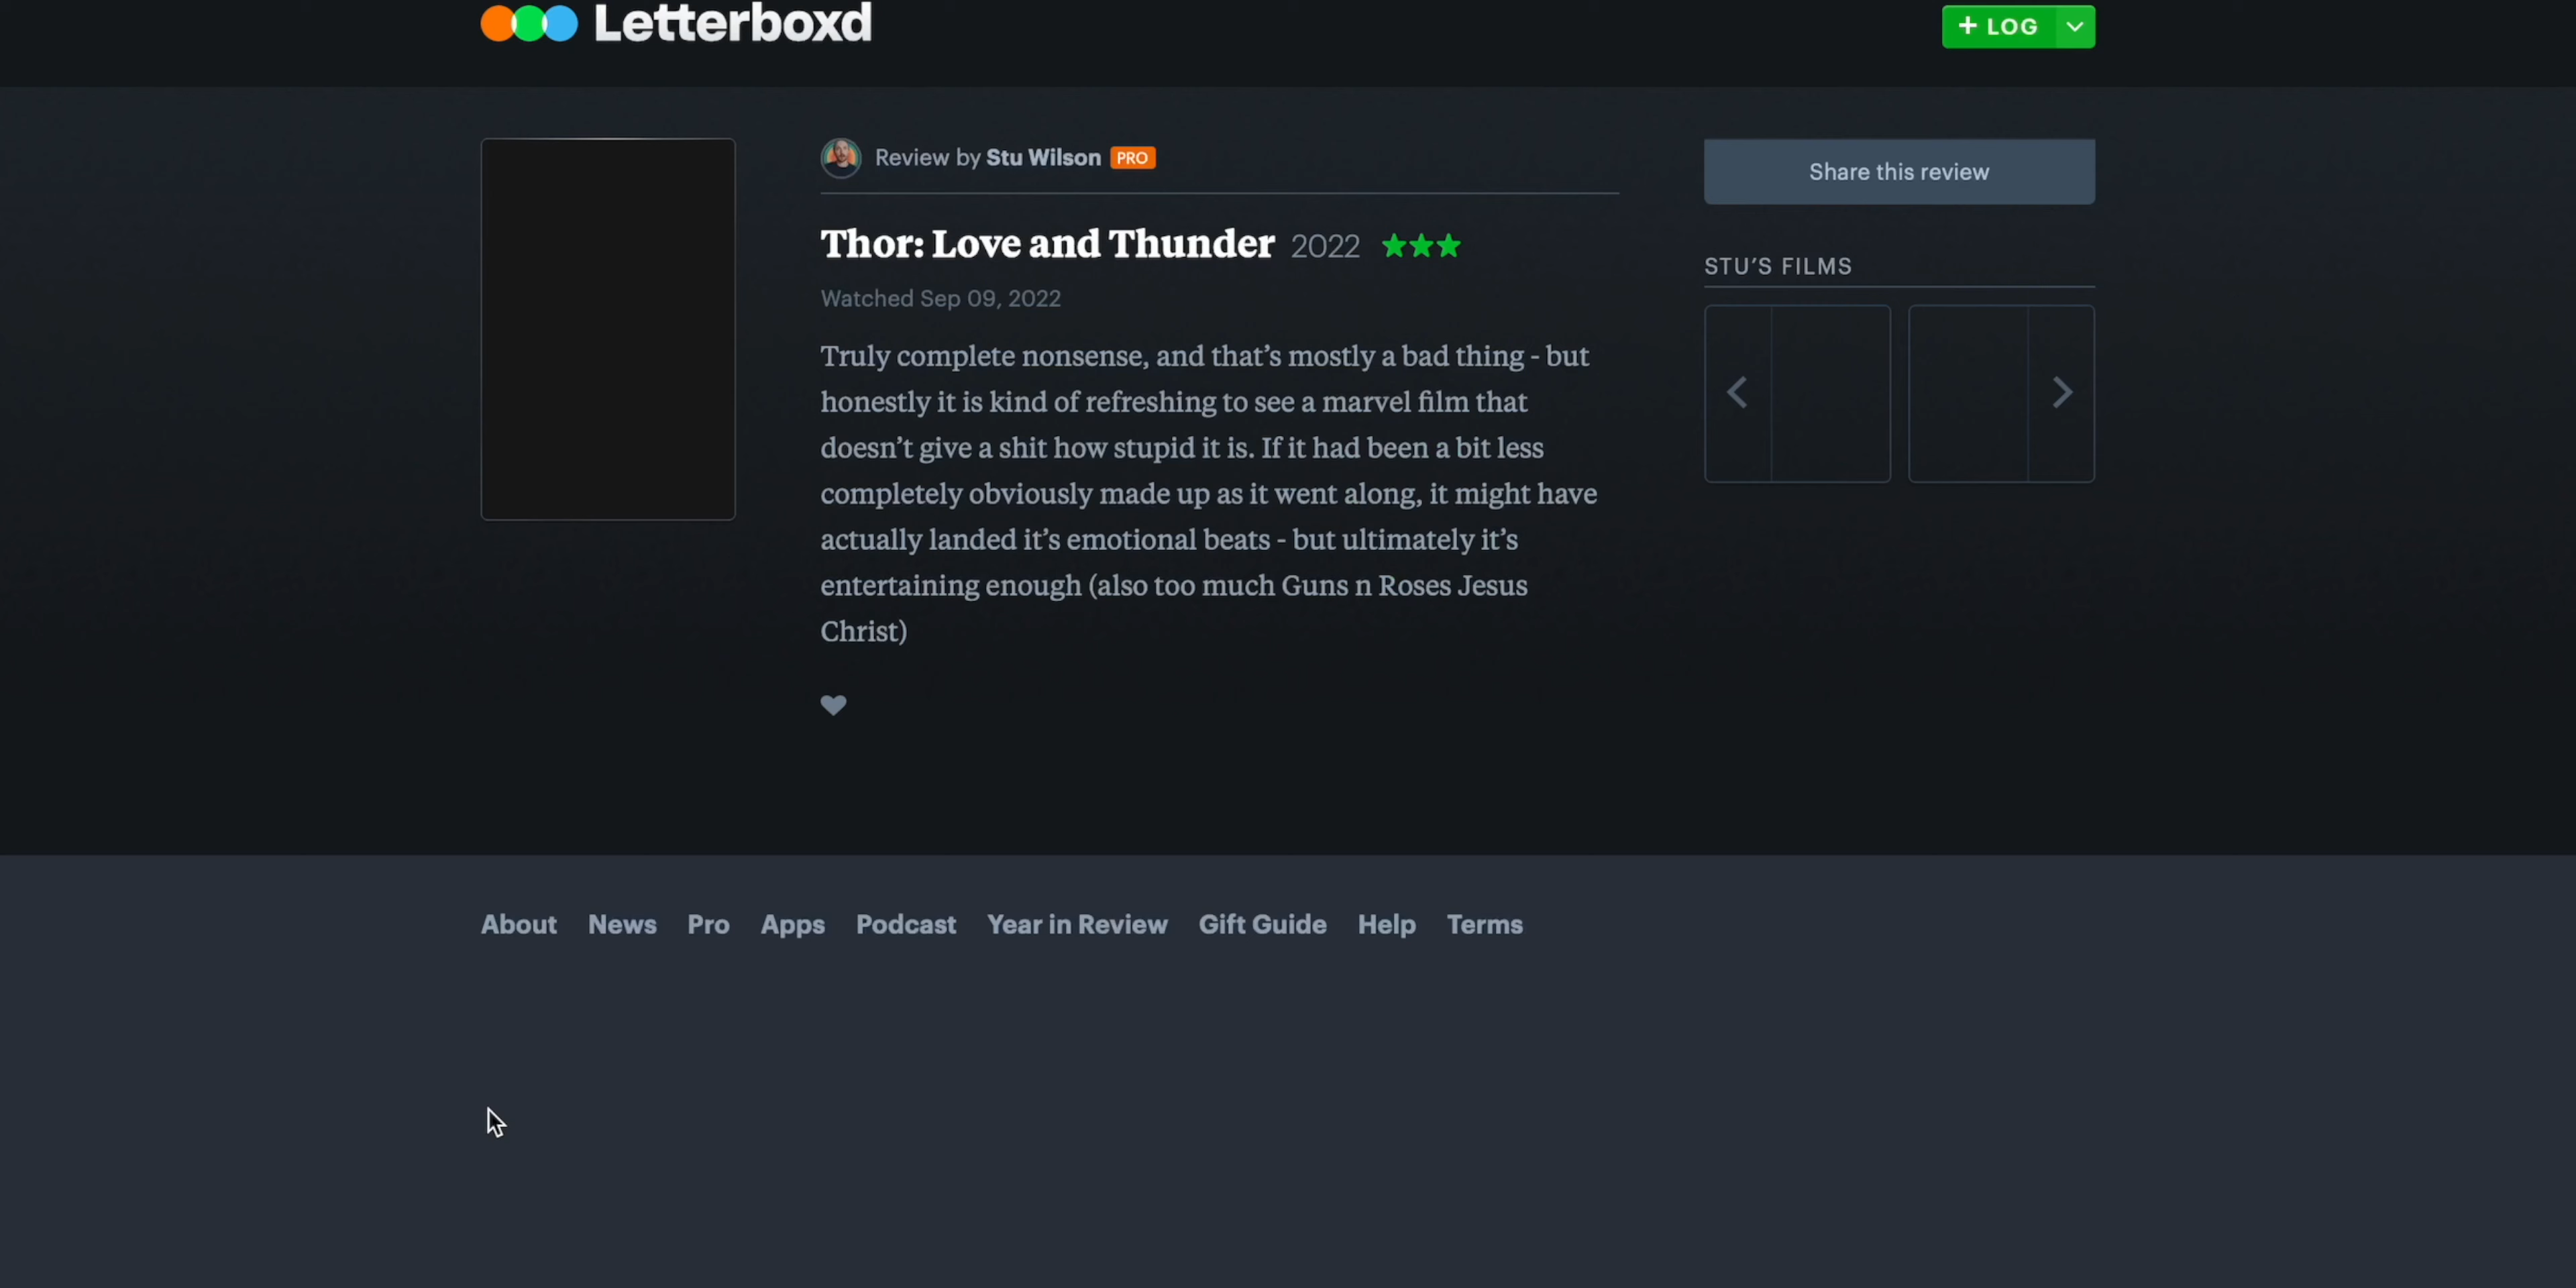 Letterboxd
+ LOG
Review by Stu Wilson PRO
Thor: Love and Thunder 2022 ★★★
Watched Sep 09, 2022
Truly complete nonsense, and that’s mostly a bad thing - but
honestly it is kind of refreshing to see a marvel film that
doesn’t give a shit how stupid it is. If it had been a bit less
completely obviously made up as it went along, it might have
actually landed it’s emotional beats - but ultimately it’s
entertaining enough (also too much Guns n Roses Jesus
Christ)
Share this review
STU’S FILMS
About News Pro Apps Podcast Year in Review Gift Guide Help Terms